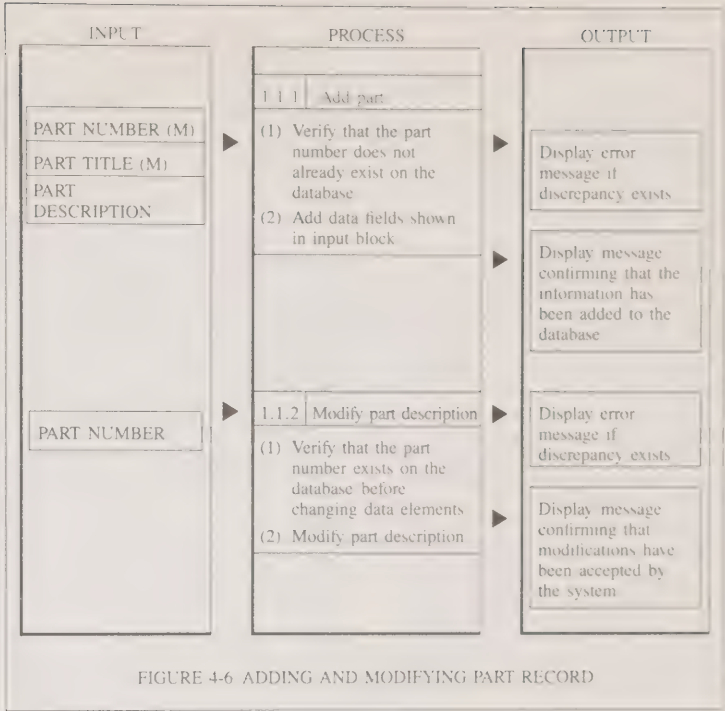 INPUT
PROCESS
OUTPUT
PART NUMBER (M)
PART TITLE (M)
PART
DESCRIPTION
1.1.1 Add part
(1) Verify that the part
number does not
already exist on the
database
(2) Add data fields shown
in input block
Display error
message if
discrepancy exists
Display message
confirming that the
information has
been added to the
database
PART NUMBER
1.1.2 Modify part description
(1) Verify that the part
number exists on the
database before
changing data elements
(2) Modify part description
Display error
message if
discrepancy exists
Display message
confirming that
modifications have
been accepted by
the system
FIGURE 4-6 ADDING AND MODIFYING PART RECORD